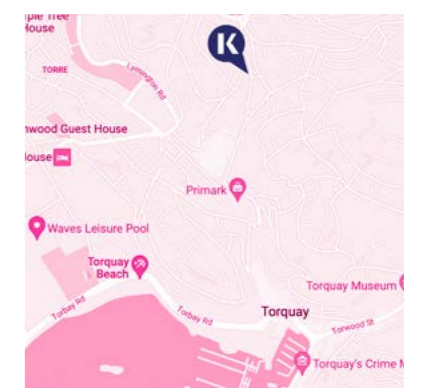 House
K
TORRE
Lymington Rd
wood Guest House
House
Primark
Waves Leisure Pool
Torquay
Beach
Torquay Museum
Torbay Rd
Torbay Rd
Torquay
Torwood St
Torquay's Crime M